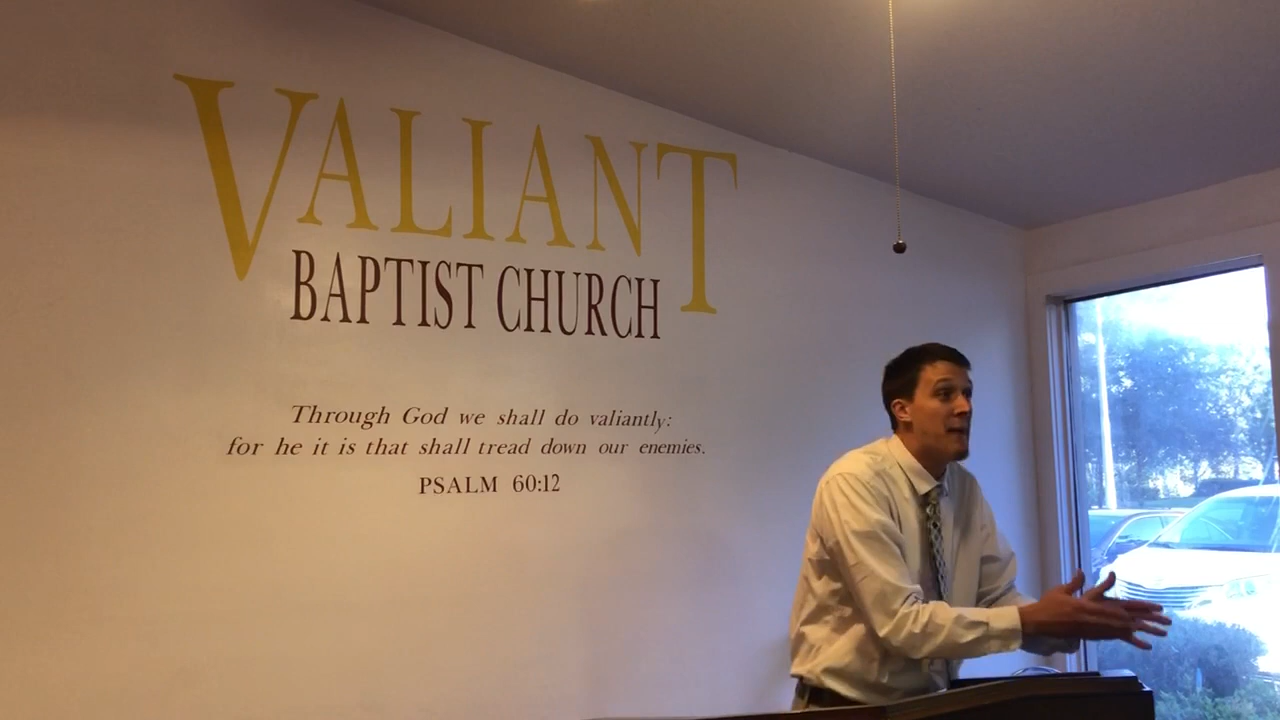 VALIANT
BAPTIST CHURCH
Through God we shall do valiantly:
for he it is that shall tread down our enemies.
PSALM 60:12